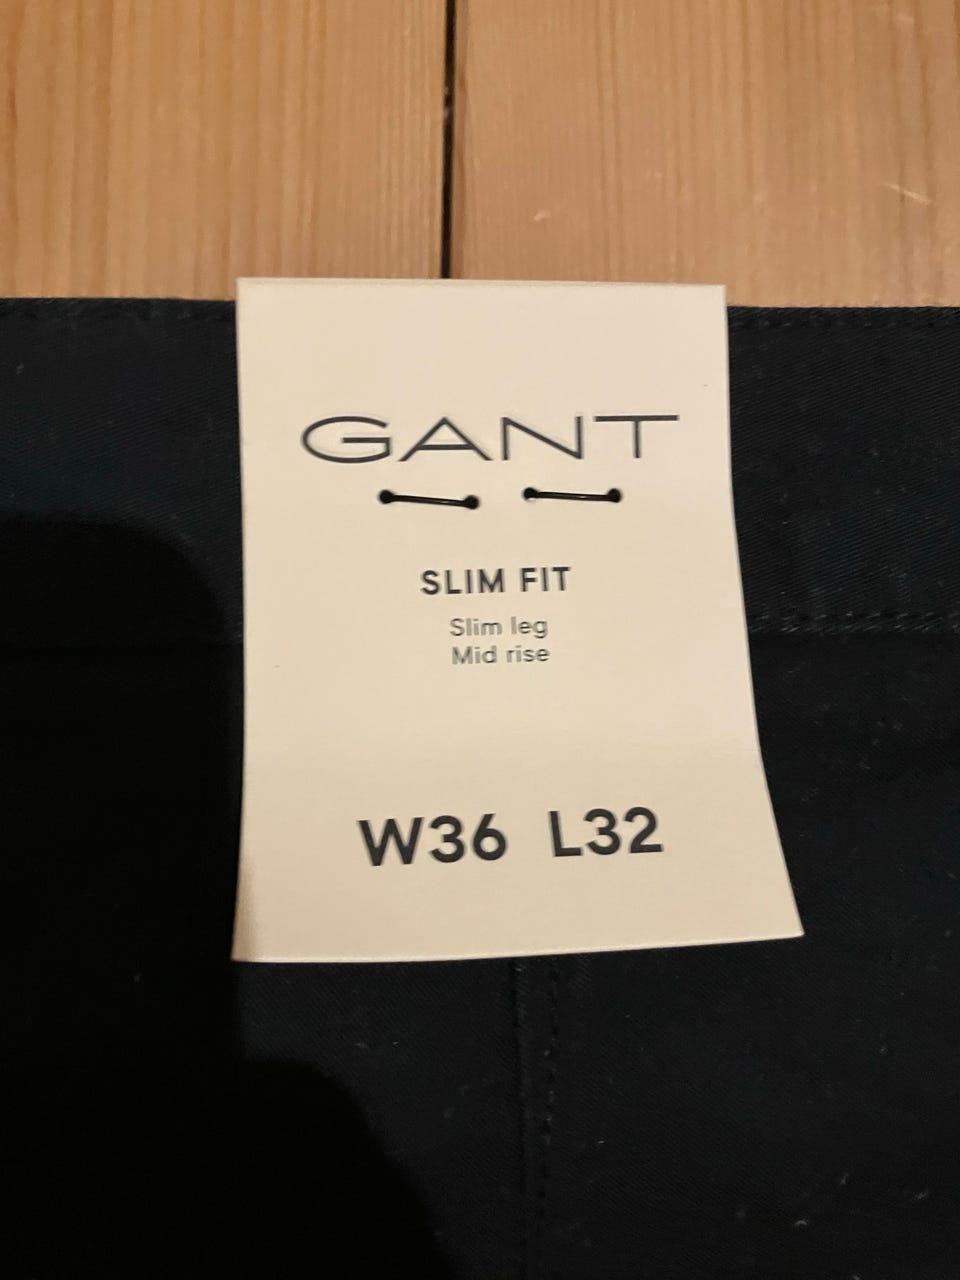 GANT
SLIM FIT
Slim leg
Mid rise
W36 L32